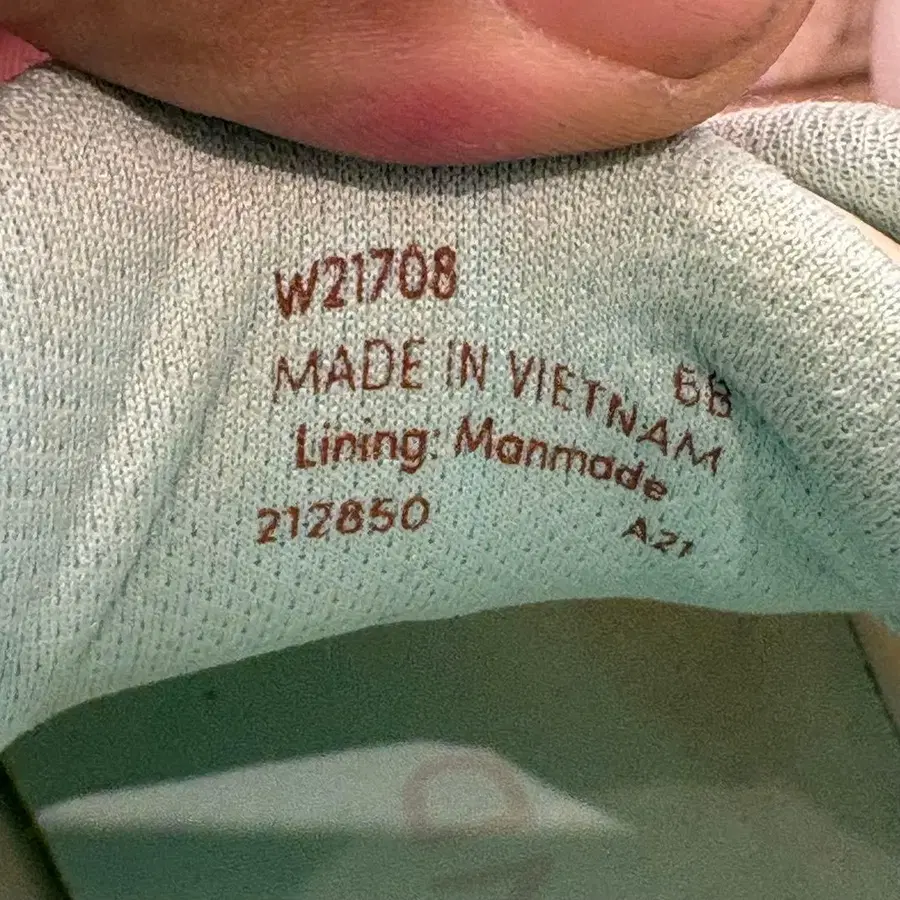 W21708
6B
MADE IN VIETNAM
Lining: Manmade
212850 A21